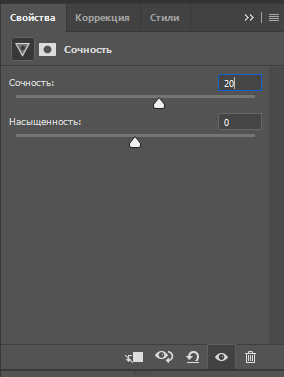 Свойства Коррекция Стили
Сочность
Сочность: 20
Насыщенность: 0